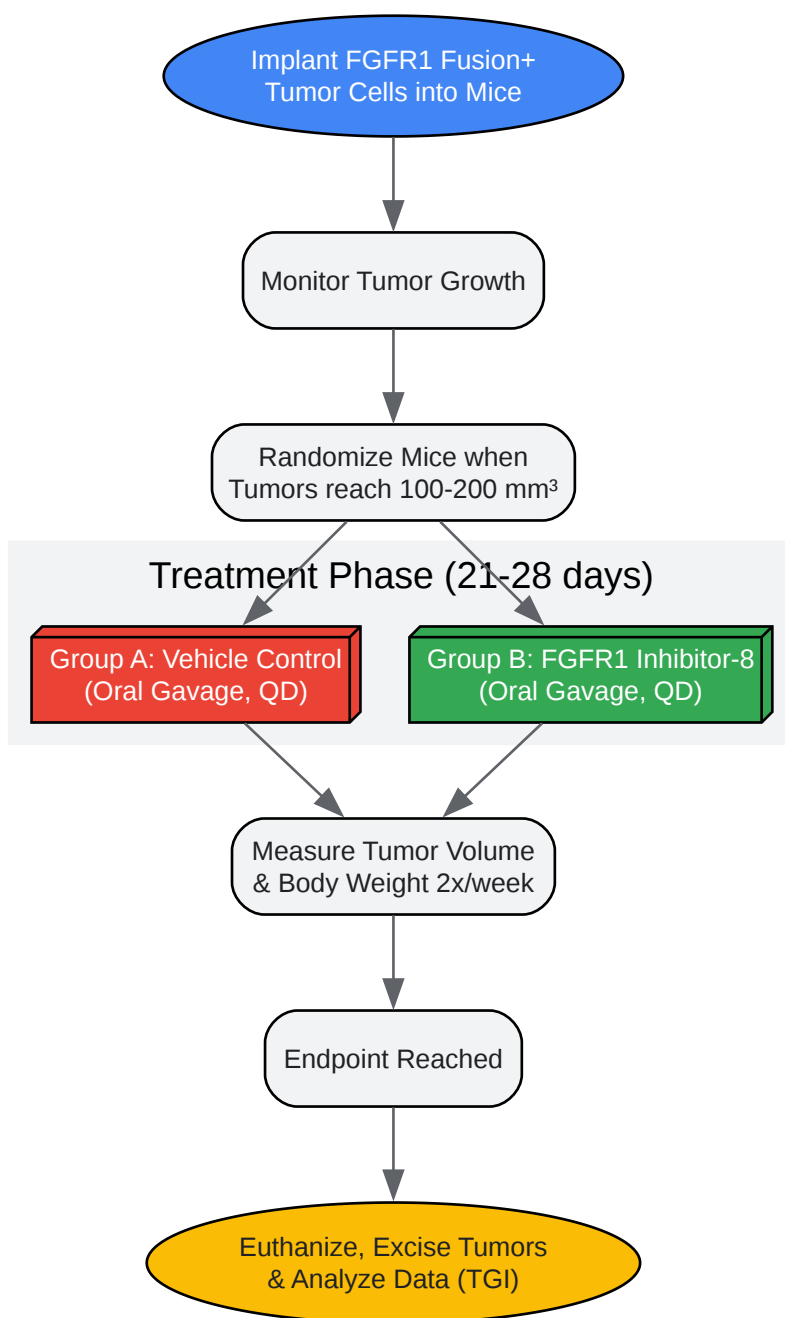 Implant FGFR1 Fusion+
Tumor Cells into Mice
Monitor Tumor Growth
Randomize Mice when
Tumors reach 100-200 mm³
Treatment Phase (21-28 days)
Group A: Vehicle Control
(Oral Gavage, QD)
Group B: FGFR1 Inhibitor-8
(Oral Gavage, QD)
Measure Tumor Volume
& Body Weight 2x/week
Endpoint Reached
Euthanize, Excise Tumors
& Analyze Data (TGI)